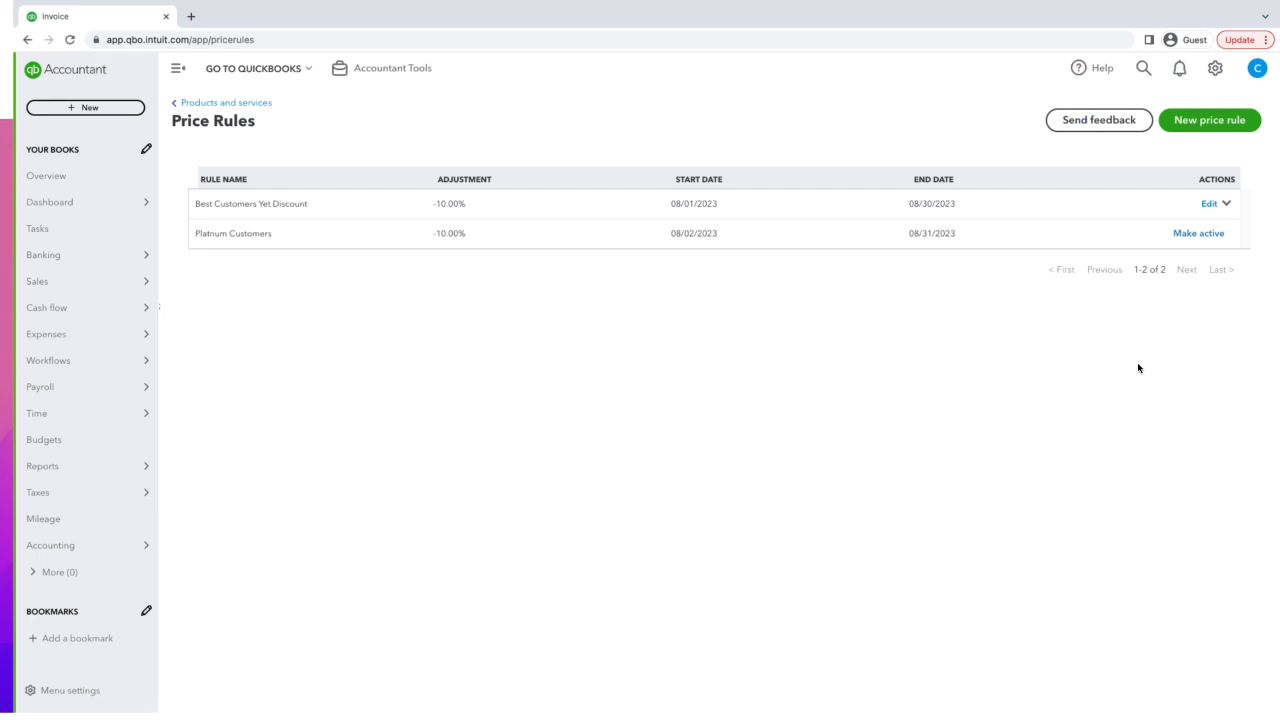 Invoice
app.qbo.intuit.com/app/pricerules
Guest
Update
qb Accountant
GO TO QUICKBOOKS
Accountant Tools
Help
C
+ New
Products and services
Price Rules
Send feedback
New price rule
YOUR BOOKS
Overview
Dashboard
Tasks
Banking
Sales
Cash flow
Expenses
Workflows
Payroll
Time
Budgets
Reports
Taxes
Mileage
Accounting
More (0)
BOOKMARKS
+ Add a bookmark
Menu settings
RULE NAME ADJUSTMENT START DATE END DATE ACTIONS
Best Customers Yet Discount -10.00% 08/01/2023 08/30/2023 Edit
Platnum Customers -10.00% 08/02/2023 08/31/2023 Make active
< First Previous 1-2 of 2 Next Last >